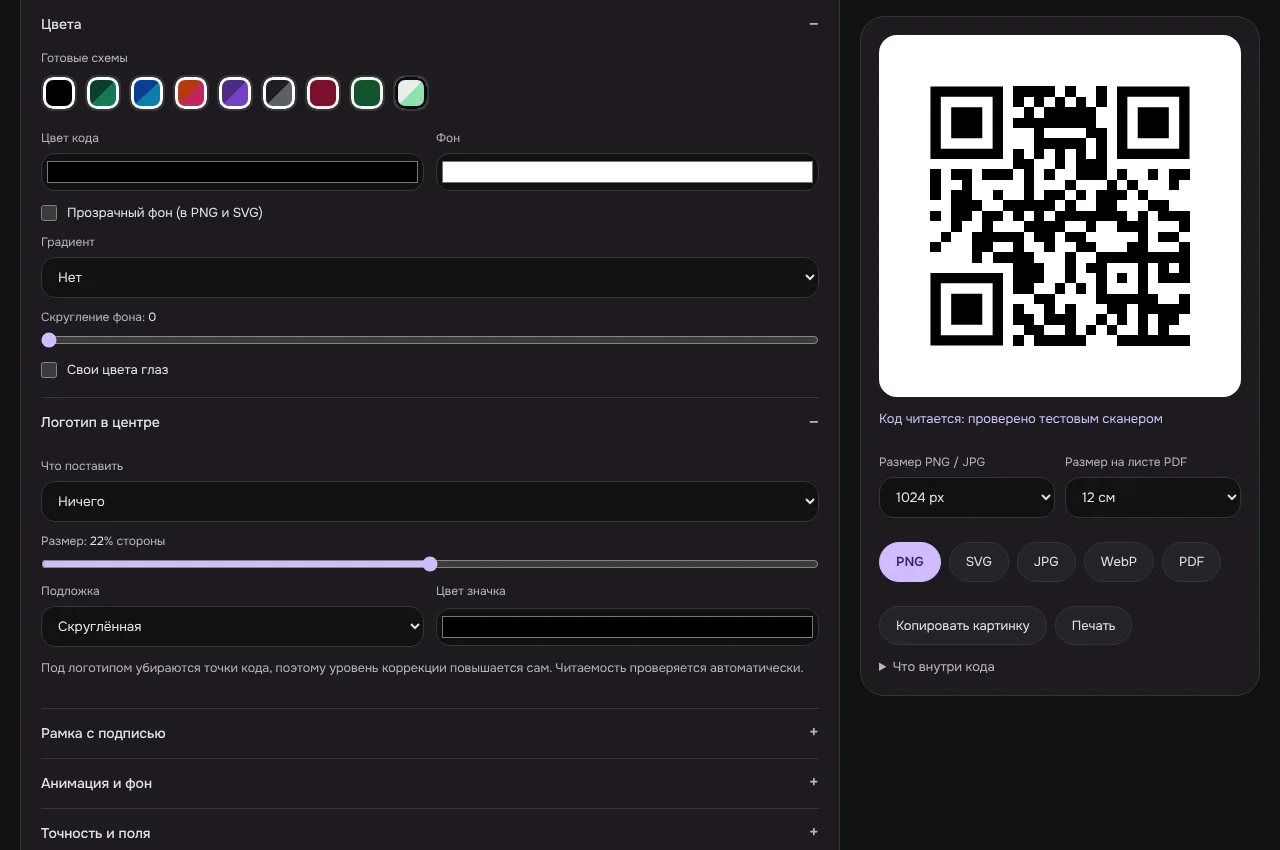 Цвета
Готовые схемы
Цвет кода
Фон
Прозрачный фон (в PNG и SVG)
Градиент
Нет
Скругление фона: 0
Свои цвета глаз
Логотип в центре
Что поставить
Ничего
Размер: 22% стороны
Подложка
Цвет значка
Скруглённая
Под логотипом убираются точки кода, поэтому уровень коррекции повышается сам. Читаемость проверяется автоматически.
Рамка с подписью
Анимация и фон
Точность и поля
Код читается: проверено тестовым сканером
Размер PNG / JPG
Размер на листе PDF
1024 px
12 см
PNG
SVG
JPG
WebP
PDF
Копировать картинку
Печать
Что внутри кода